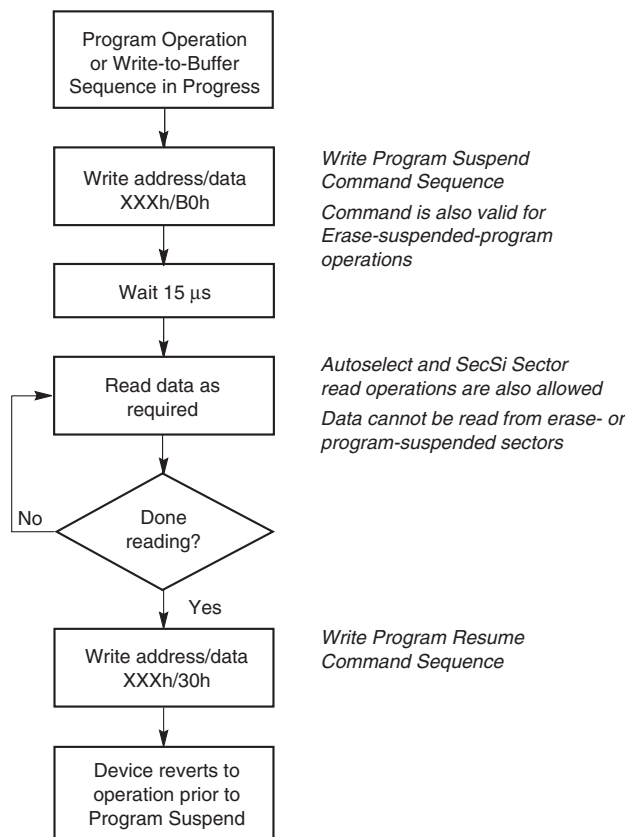 Program Operation
or Write-to-Buffer
Sequence in Progress
Write address/data
XXXh/B0h
Write Program Suspend
Command Sequence
Command is also valid for
Erase-suspended-program
operations
Wait 15 μs
Read data as
required
Autoselect and SecSi Sector
read operations are also allowed
Data cannot be read from erase- or
program-suspended sectors
No
Done
reading?
Yes
Write address/data
XXXh/30h
Write Program Resume
Command Sequence
Device reverts to
operation prior to
Program Suspend